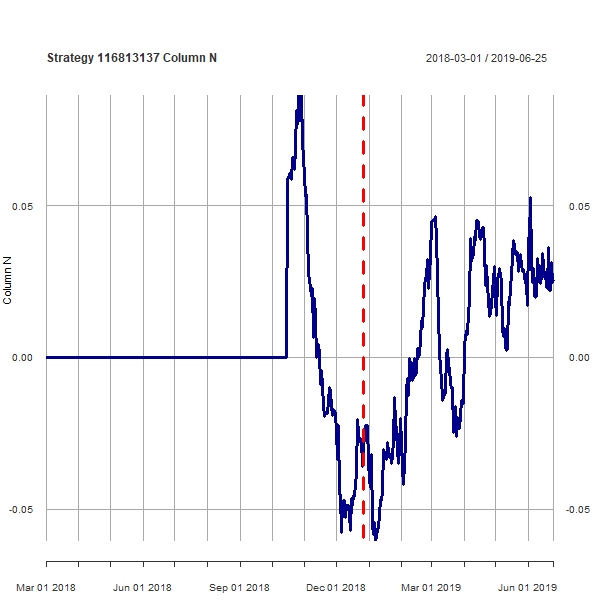 Strategy 116813137 Column N
2018-03-01 / 2019-06-25
0.05
0.05
Column N
0.00
0.00
-0.05
-0.05
Mar 01 2018
Jun 01 2018
Sep 01 2018
Dec 01 2018
Mar 01 2019
Jun 01 2019